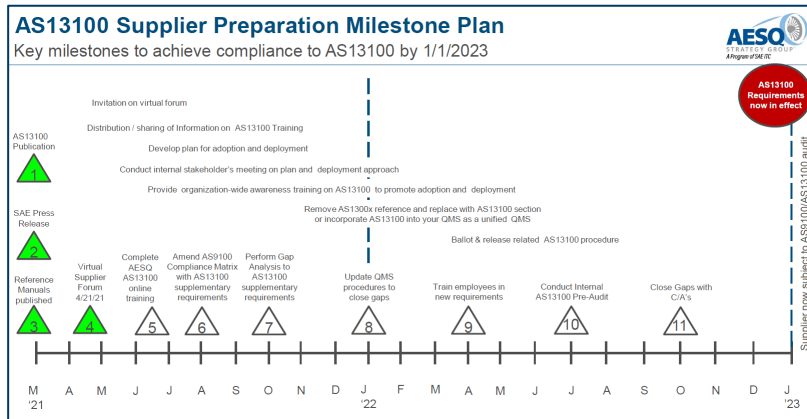 AS13100 Supplier Preparation Milestone Plan
Key milestones to achieve compliance to AS13100 by 1/1/2023
AESQ
STRATEGY GROUP
A Program of SAE ITC
AS13100
Requirements
now in effect
Invitation on virtual forum
Distribution / sharing of Information on AS13100 Training
Develop plan for adoption and deployment
Conduct internal stakeholder's meeting on plan and deployment approach
Provide organization-wide awareness training on AS13100 to promote adoption and deployment
Remove AS1300x reference and replace with AS13100 section
or incorporate AS13100 into your QMS as a unified QMS
Ballot & release related AS13100 procedure
AS13100
Publication
1
SAE Press
Release
2
Reference
Manuals
published
3
Virtual
Supplier
Forum
4/21/21
4
Complete
AESQ
AS13100
online
training
5
Amend AS9100
Compliance Matrix
with AS13100
supplementary
requirements
6
Perform Gap
Analysis to
AS13100
supplementary
requirements
7
Update QMS
procedures to
close gaps
8
Train employees in
new requirements
9
Conduct Internal
AS13100 Pre-Audit
10
Close Gaps with
C/A's
11
Supplier now subject to AS9100/AS13100 audit
M A M J J A S O N D J F M A M J J A S O N D J
'21 '22 '23